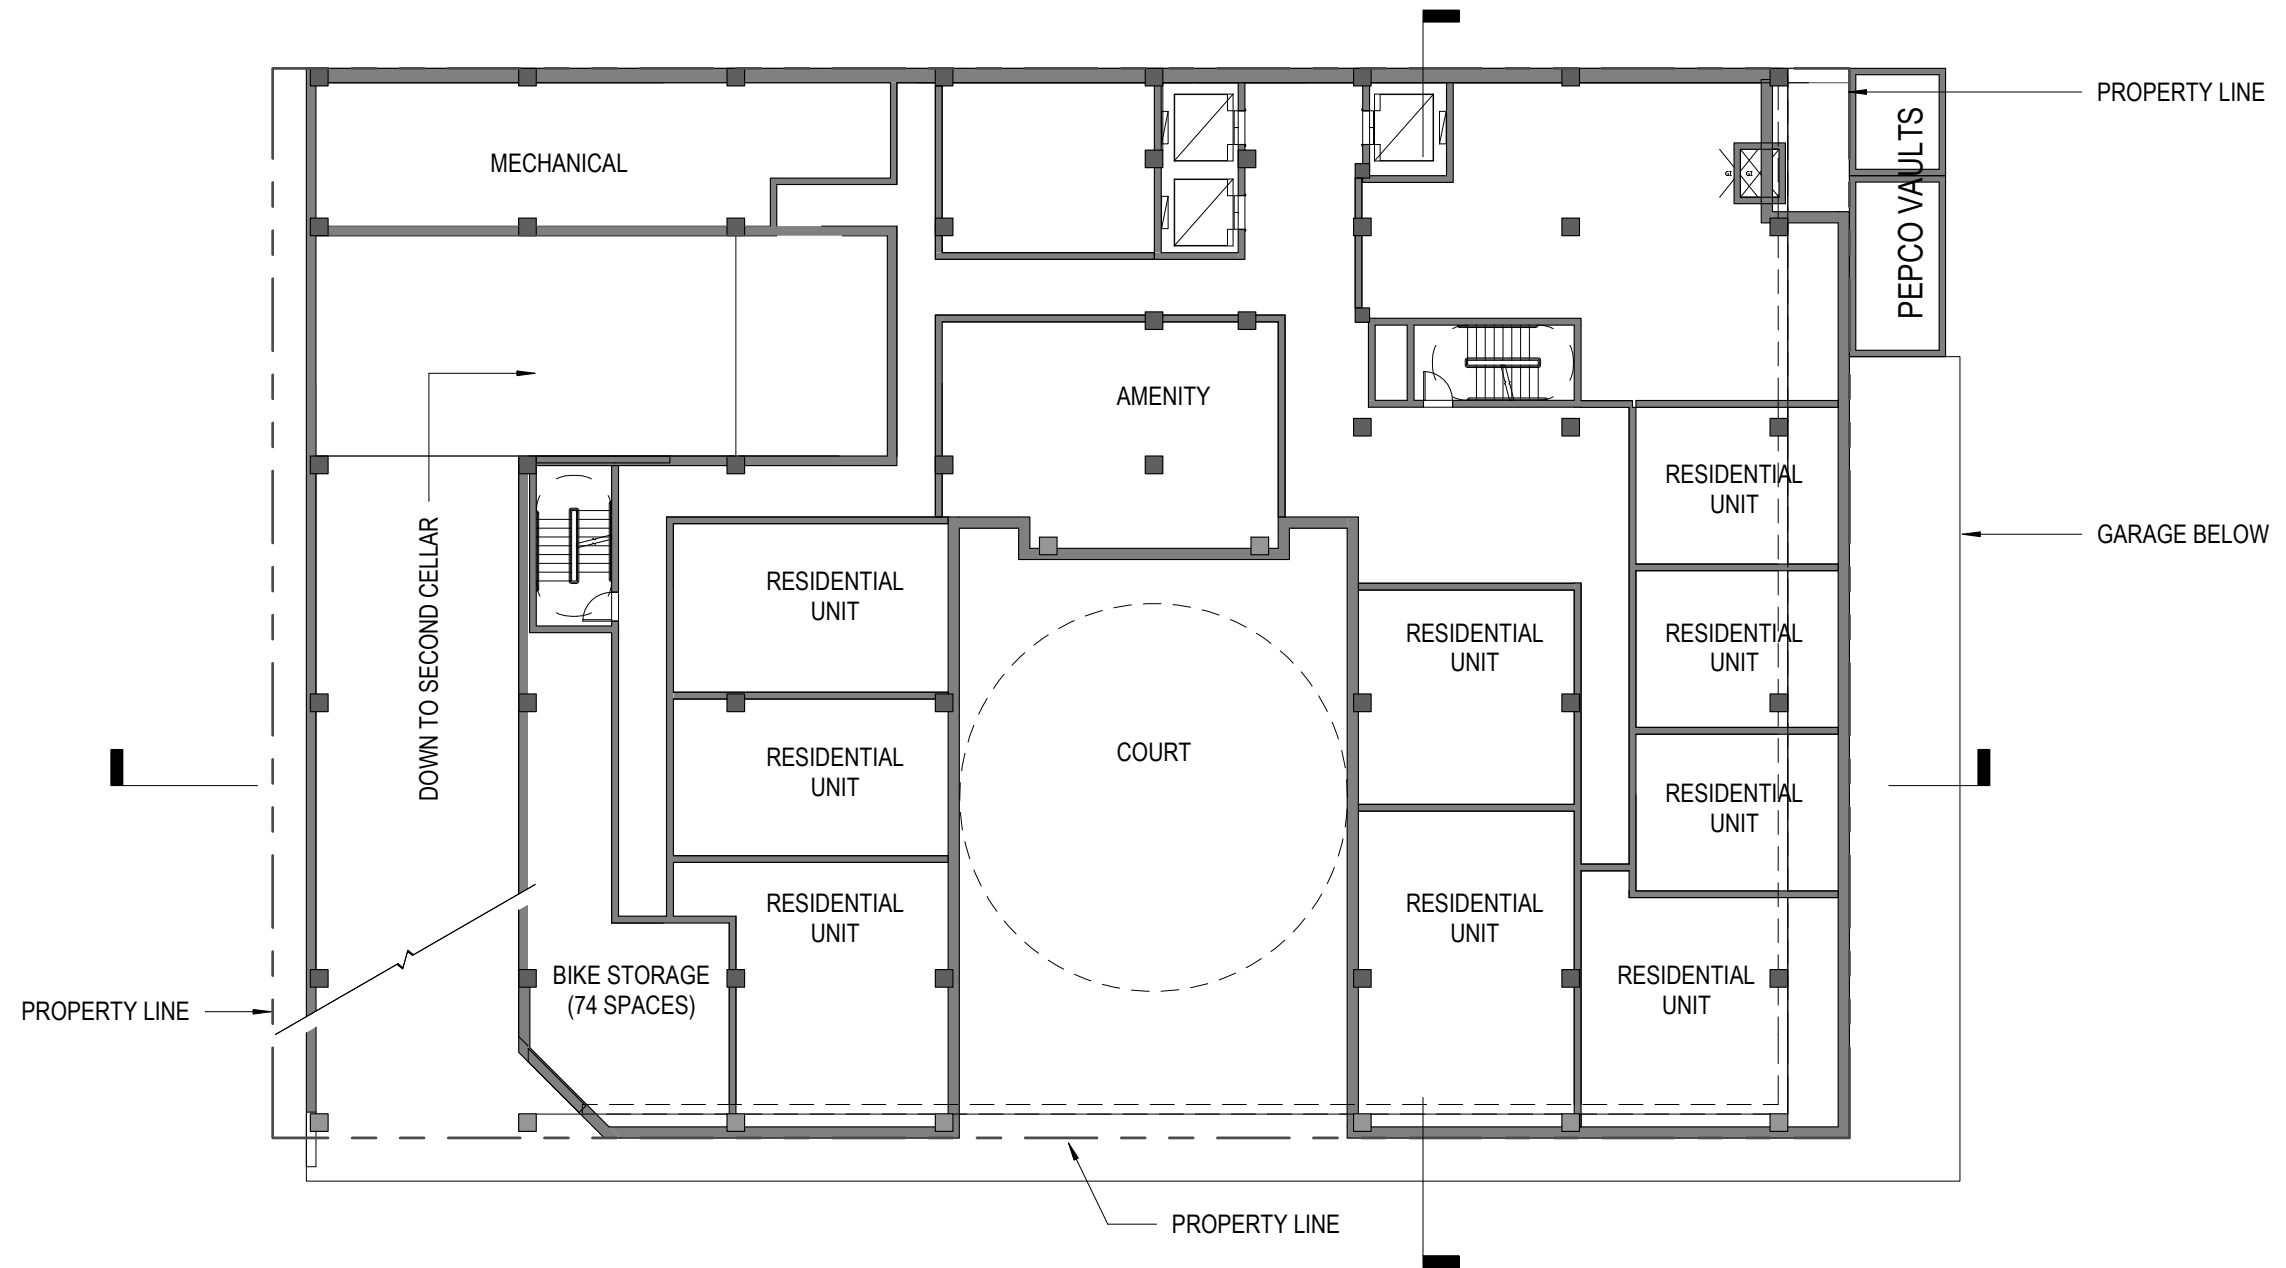 PROPERTY LINE
PEPCO VAULTS
MECHANICAL
AMENITY
RESIDENTIAL
UNIT
GARAGE BELOW
DOWN TO SECOND CELLAR
RESIDENTIAL
UNIT
RESIDENTIAL
UNIT
RESIDENTIAL
UNIT
COURT
RESIDENTIAL
UNIT
RESIDENTIAL
UNIT
RESIDENTIAL
UNIT
RESIDENTIAL
UNIT
BIKE STORAGE
(74 SPACES)
RESIDENTIAL
UNIT
PROPERTY LINE
PROPERTY LINE